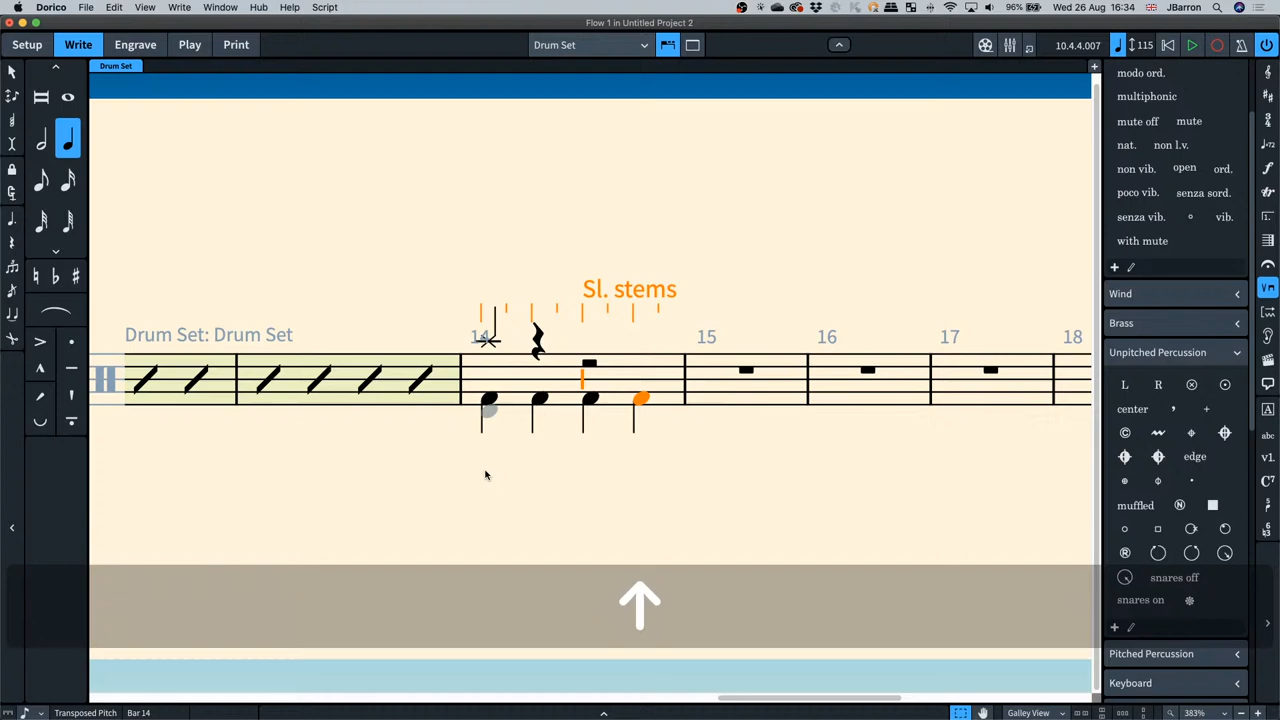 Dorico File Edit View Write Window Hub Help Script 96% Wed 26 Aug 16:34 JBarron
Flow 1 in Untitled Project 2
Setup Write Engrave Play Print Drum Set 10.4.4.007 115
Drum Set
modo ord.
multiphonic
mute off mute
nat. non l.v.
non vib. open ord.
poco vib. senza sord.
senza vib. vib.
with mute
Wind
Brass
Unpitched Percussion
L R
center
edge
muffled
snares off
snares on
Pitched Percussion
Keyboard
Sl. stems
Drum Set: Drum Set 14 15 16 17 18
Transposed Pitch Bar 14 Galley View 383%